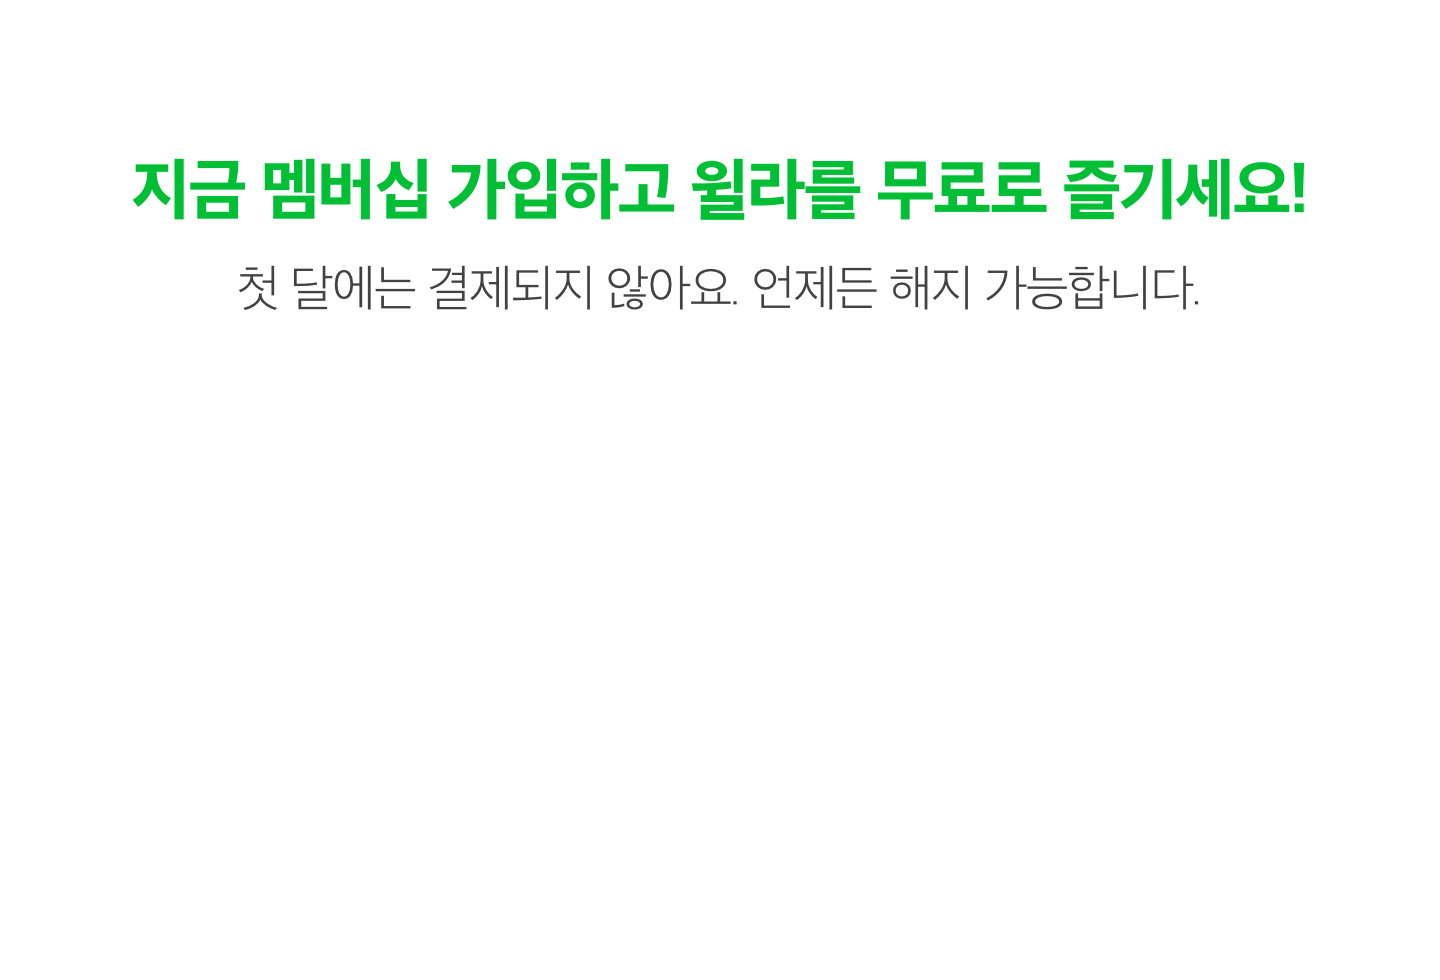 지금 멤버십 가입하고 윌라를 무료로 즐기세요!
첫 달에는 결제되지 않아요. 언제든 해지 가능합니다.